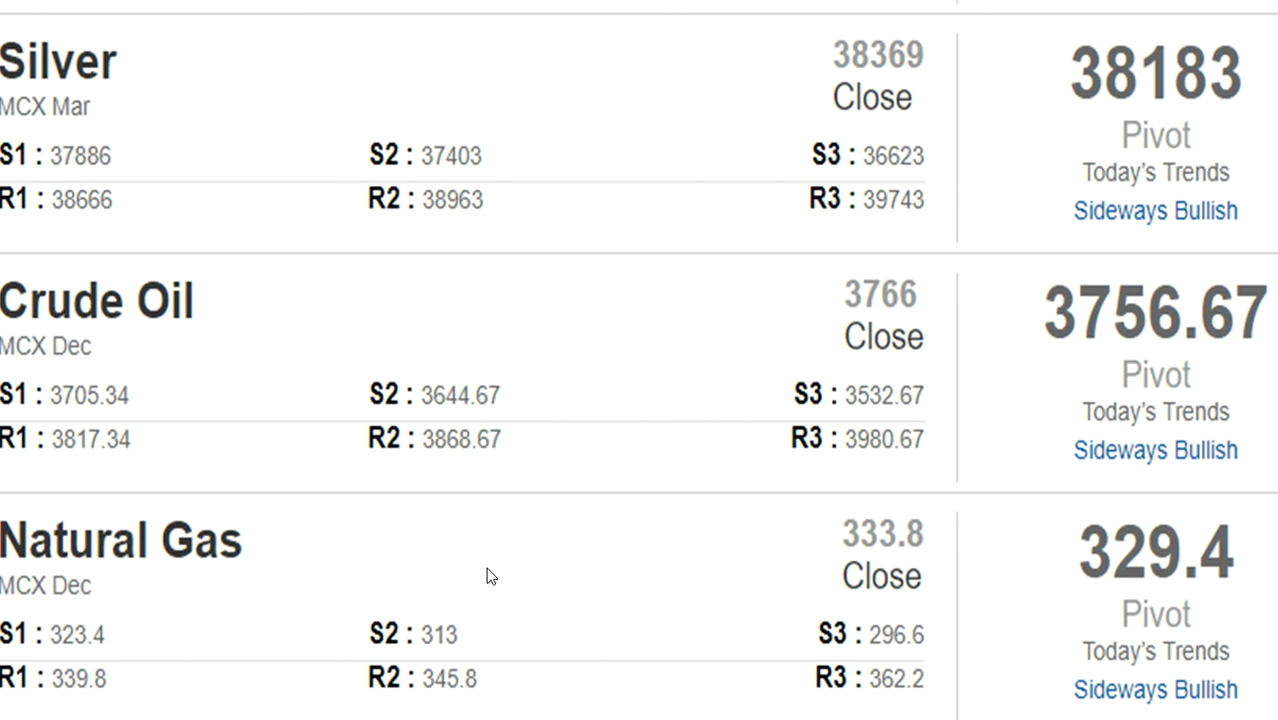 Silver
MCX Mar
38369
Close
S1 : 37886 S2 : 37403 S3 : 36623
R1 : 38666 R2 : 38963 R3 : 39743
38183
Pivot
Today's Trends
Sideways Bullish
Crude Oil
MCX Dec
3766
Close
S1 : 3705.34 S2 : 3644.67 S3 : 3532.67
R1 : 3817.34 R2 : 3868.67 R3 : 3980.67
3756.67
Pivot
Today's Trends
Sideways Bullish
Natural Gas
MCX Dec
333.8
Close
S1 : 323.4 S2 : 313 S3 : 296.6
R1 : 339.8 R2 : 345.8 R3 : 362.2
329.4
Pivot
Today's Trends
Sideways Bullish